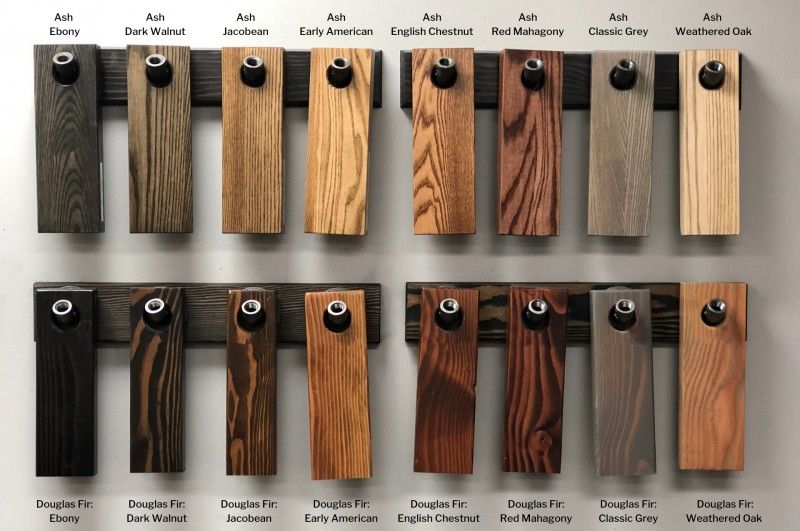 Ash
Ebony
Ash
Dark Walnut
Ash
Jacobean
Ash
Early American
Ash
English Chestnut
Ash
Red Mahagony
Ash
Classic Grey
Ash
Weathered Oak
Douglas Fir:
Ebony
Douglas Fir:
Dark Walnut
Douglas Fir:
Jacobean
Douglas Fir:
Early American
Douglas Fir:
English Chestnut
Douglas Fir:
Red Mahagony
Douglas Fir:
Classic Grey
Douglas Fir:
Weathered Oak